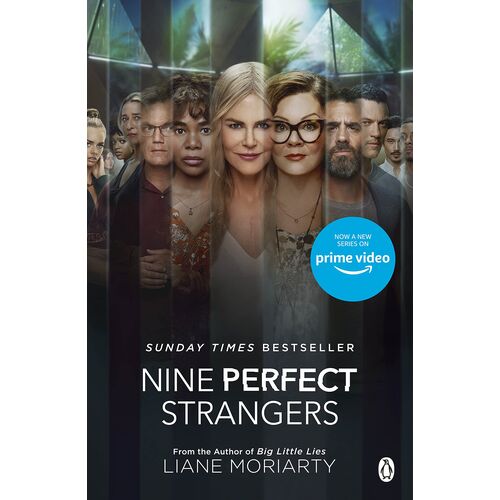 NOW A NEW
SERIES ON
prime video
SUNDAY TIMES BESTSELLER
NINE PERFECT
STRANGERS
From the Author of Big Little Lies
LIANE MORIARTY